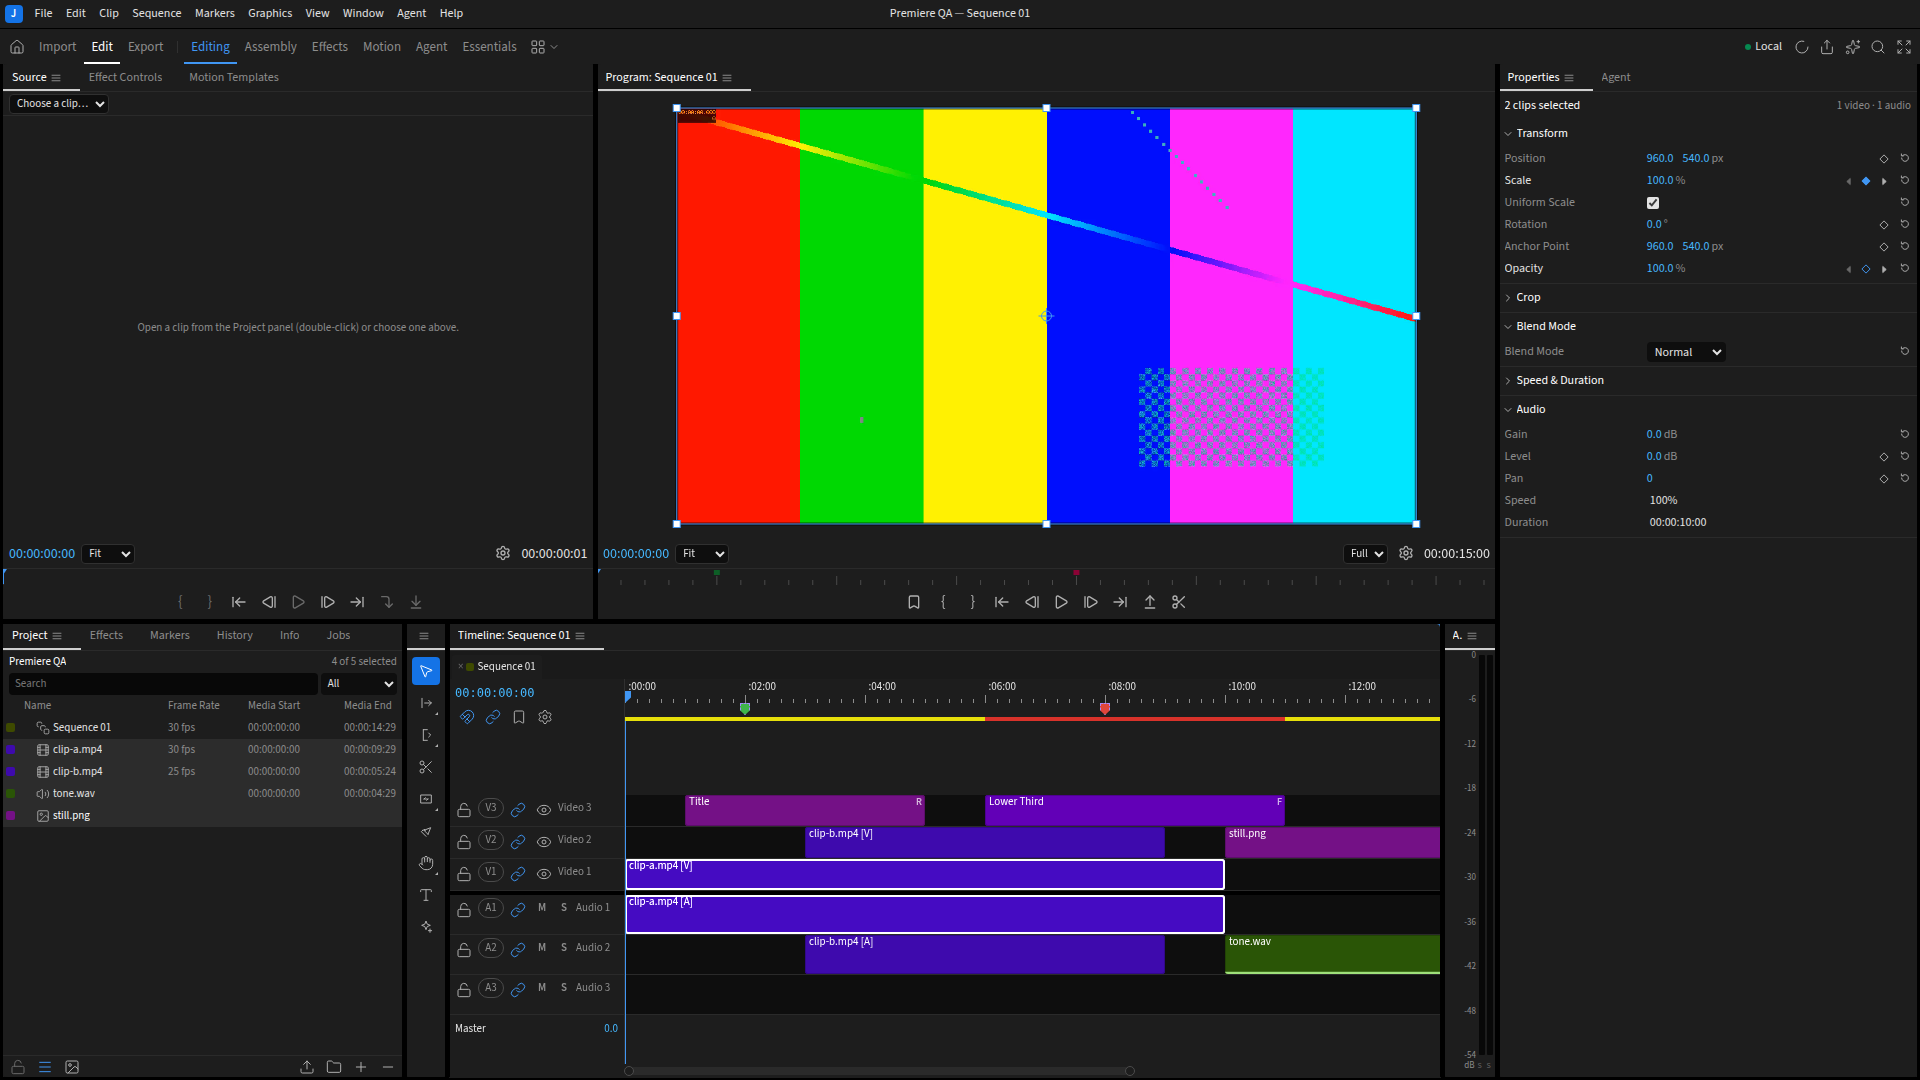 J File Edit Clip Sequence Markers Graphics View Window Agent Help Premiere QA — Sequence 01
Import Edit Export Editing Assembly Effects Motion Agent Essentials Local
Source Effect Controls Motion Templates
Choose a clip...
Open a clip from the Project panel (double-click) or choose one above.
00:00:00:00 Fit 00:00:00:01
{ }
Program: Sequence 01
00:00:00:00 Fit Full 00:00:15:00
{ }
Properties Agent
2 clips selected 1 video · 1 audio
Transform
Position 960.0 540.0 px
Scale 100.0 %
Uniform Scale
Rotation 0.0 °
Anchor Point 960.0 540.0 px
Opacity 100.0 %
Crop
Blend Mode
Blend Mode Normal
Speed & Duration
Audio
Gain 0.0 dB
Level 0.0 dB
Pan 0
Speed 100%
Duration 00:00:10:00
Project Effects Markers History Info Jobs
Premiere QA 4 of 5 selected
Search All
Name Frame Rate Media Start Media End
Sequence 01 30 fps 00:00:00:00 00:00:14:29
clip-a.mp4 30 fps 00:00:00:00 00:00:09:29
clip-b.mp4 25 fps 00:00:00:00 00:00:05:24
tone.wav 00:00:00:00 00:00:04:29
still.png
Timeline: Sequence 01
× Sequence 01
00:00:00:00 :00:00 :02:00 :04:00 :06:00 :08:00 :10:00 :12:00
V3 Video 3 Title R Lower Third F
V2 Video 2 clip-b.mp4 [V] still.png
V1 Video 1 clip-a.mp4 [V]
A1 M S Audio 1 clip-a.mp4 [A]
A2 M S Audio 2 clip-b.mp4 [A] tone.wav
A3 M S Audio 3
Master 0.0
A.
0
-6
-12
-18
-24
-30
-36
-42
-48
-54
dB S S